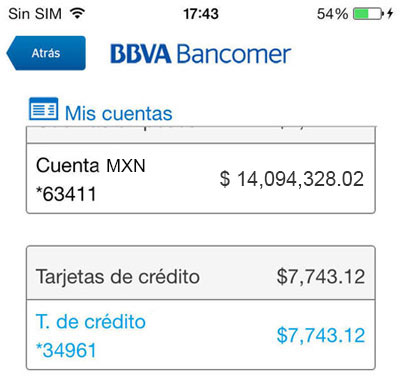 Sin SIM 17:43 54%
Atrás BBVA Bancomer
Mis cuentas
Cuenta MXN $ 14,094,328.02
*63411
Tarjetas de crédito $7,743.12
T. de crédito $7,743.12
*34961